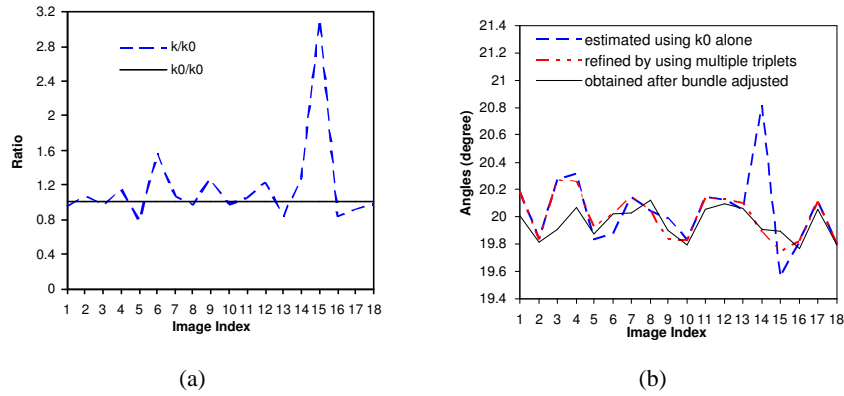 3.2
2.8
2.4
2.0
1.6
1.2
0.8
0.4
0
Ratio
k/k0
k0/k0
1 2 3 4 5 6 7 8 9 10 11 12 13 14 15 16 17 18
Image Index
(a)
21.4
21.2
21.0
20.8
20.6
20.4
20.2
20.0
19.8
19.6
19.4
Angles (degree)
estimated using k0 alone
refined by using multiple triplets
obtained after bundle adjusted
1 2 3 4 5 6 7 8 9 10 11 12 13 14 15 16 17 18
Image Index
(b)